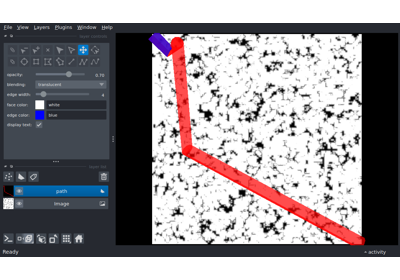 File View Layers Plugins Window Help
opacity: 0.70
blending: translucent
edge width: 4
face color: white
edge color: blue
display text: ✓
path
Image
Ready activity